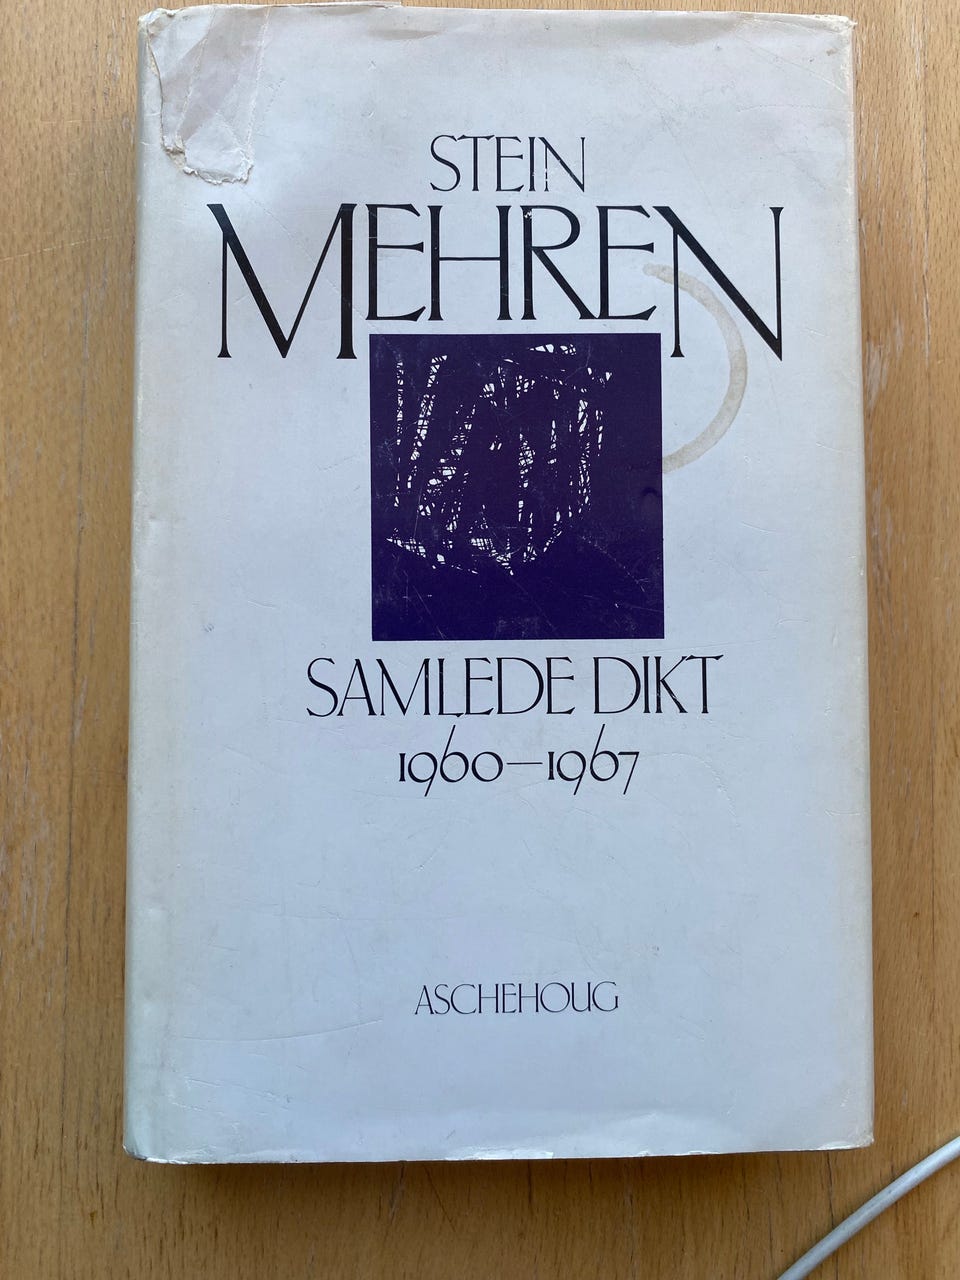 STEIN
MEHREN
SAMLEDE DIKT
1960—1967
ASCHEHOUG